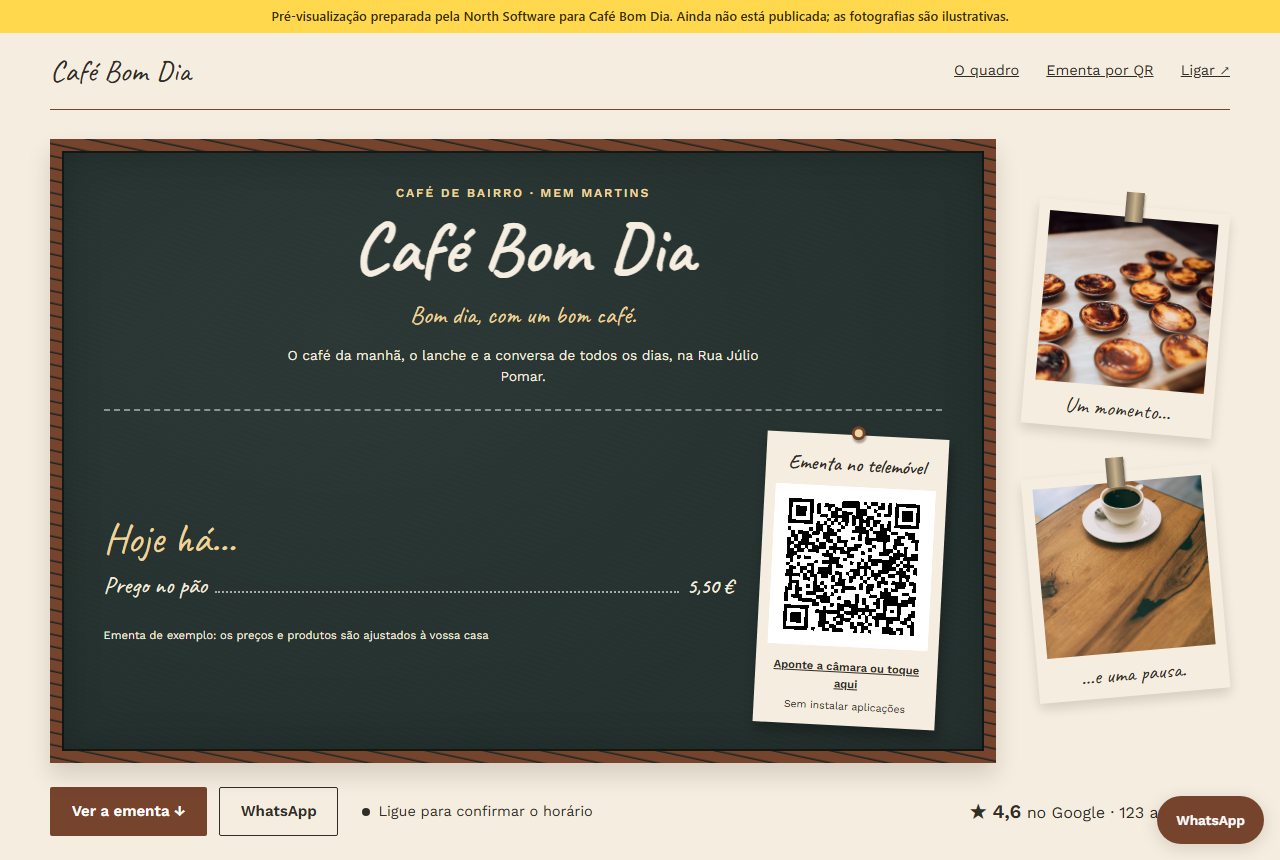 Pré-visualização preparada pela North Software para Café Bom Dia. Ainda não está publicada; as fotografias são ilustrativas.
Café Bom Dia
O quadro
Ementa por QR
Ligar ↗
CAFÉ DE BAIRRO · MEM MARTINS
Café Bom Dia
Bom dia, com um bom café.
O café da manhã, o lanche e a conversa de todos os dias, na Rua Júlio
Pomar.
Hoje há...
Prego no pão 5,50 €
Ementa de exemplo: os preços e produtos são ajustados à vossa casa
Ementa no telemóvel
Aponte a câmara ou toque
aqui
Sem instalar aplicações
Um momento...
...e uma pausa.
Ver a ementa ↓
WhatsApp
Ligue para confirmar o horário
★ 4,6 no Google · 123
WhatsApp